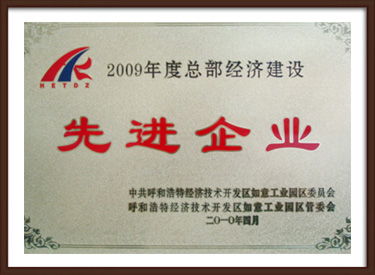 HETDZ
2009年度总部经济建设
先进企业
中共呼和浩特经济技术开发区如意工业园区委员会
呼和浩特经济技术开发区如意工业园区管委会
二〇一〇年四月